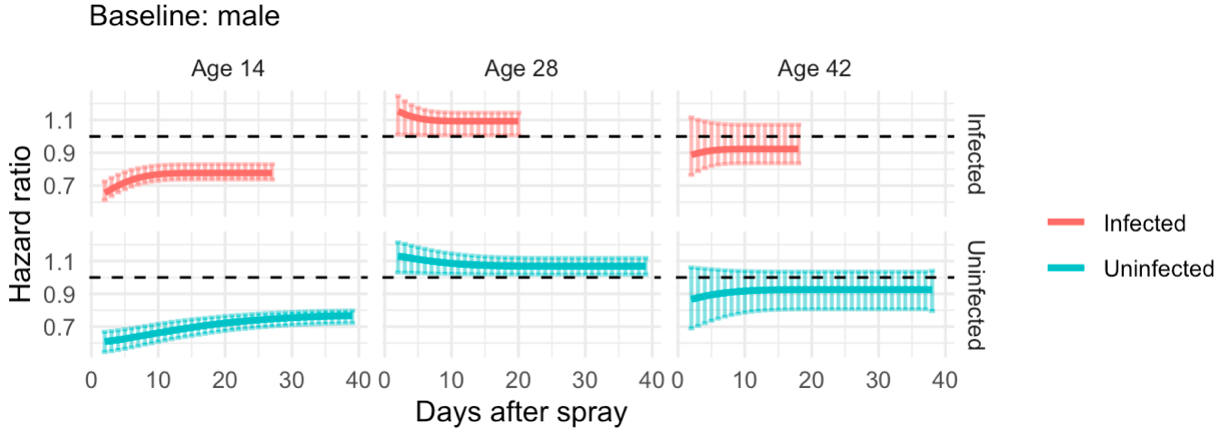 Baseline: male
Age 14 Age 28 Age 42
1.1
0.9
0.7
Infected
1.1
0.9
0.7
Uninfected
Hazard ratio
0 10 20 30 40 0 10 20 30 40 0 10 20 30 40
Days after spray
Infected
Uninfected